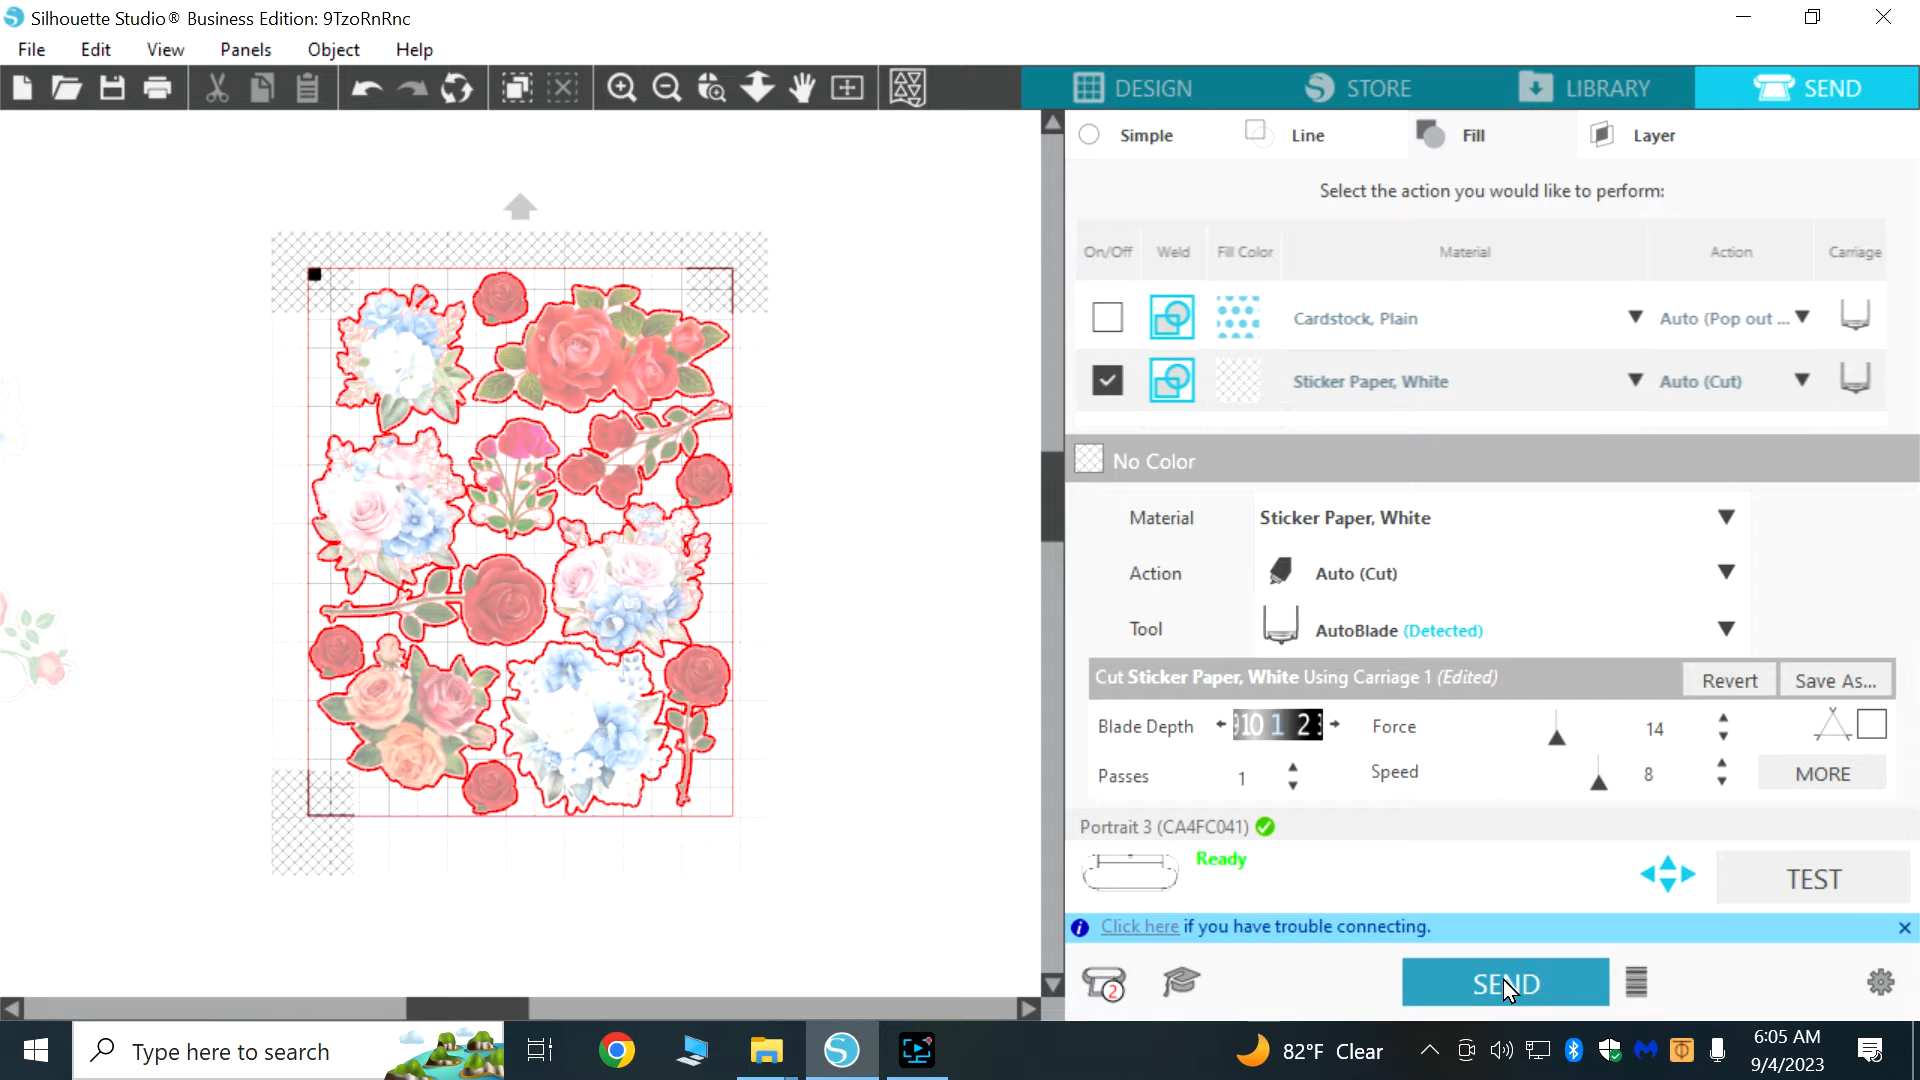 Silhouette Studio® Business Edition: 9TzoRnRnc
File Edit View Panels Object Help
DESIGN STORE LIBRARY SEND
Simple Line Fill Layer
Select the action you would like to perform:
On/Off Weld Fill Color Material Action Carriage
Cardstock, Plain Auto (Pop out ...
Sticker Paper, White Auto (Cut)
No Color
Material Sticker Paper, White
Action Auto (Cut)
Tool AutoBlade (Detected)
Cut Sticker Paper, White Using Carriage 1 (Edited) Revert Save As...
Blade Depth 10 1 2 Force 14
Passes 1 Speed 8 MORE
Portrait 3 (CA4FC041)
Ready
TEST
Click here if you have trouble connecting.
2 SEND
Type here to search
82°F Clear
6:05 AM
9/4/2023